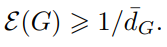 ℰ(G) ⩾ 1/d̄_G.